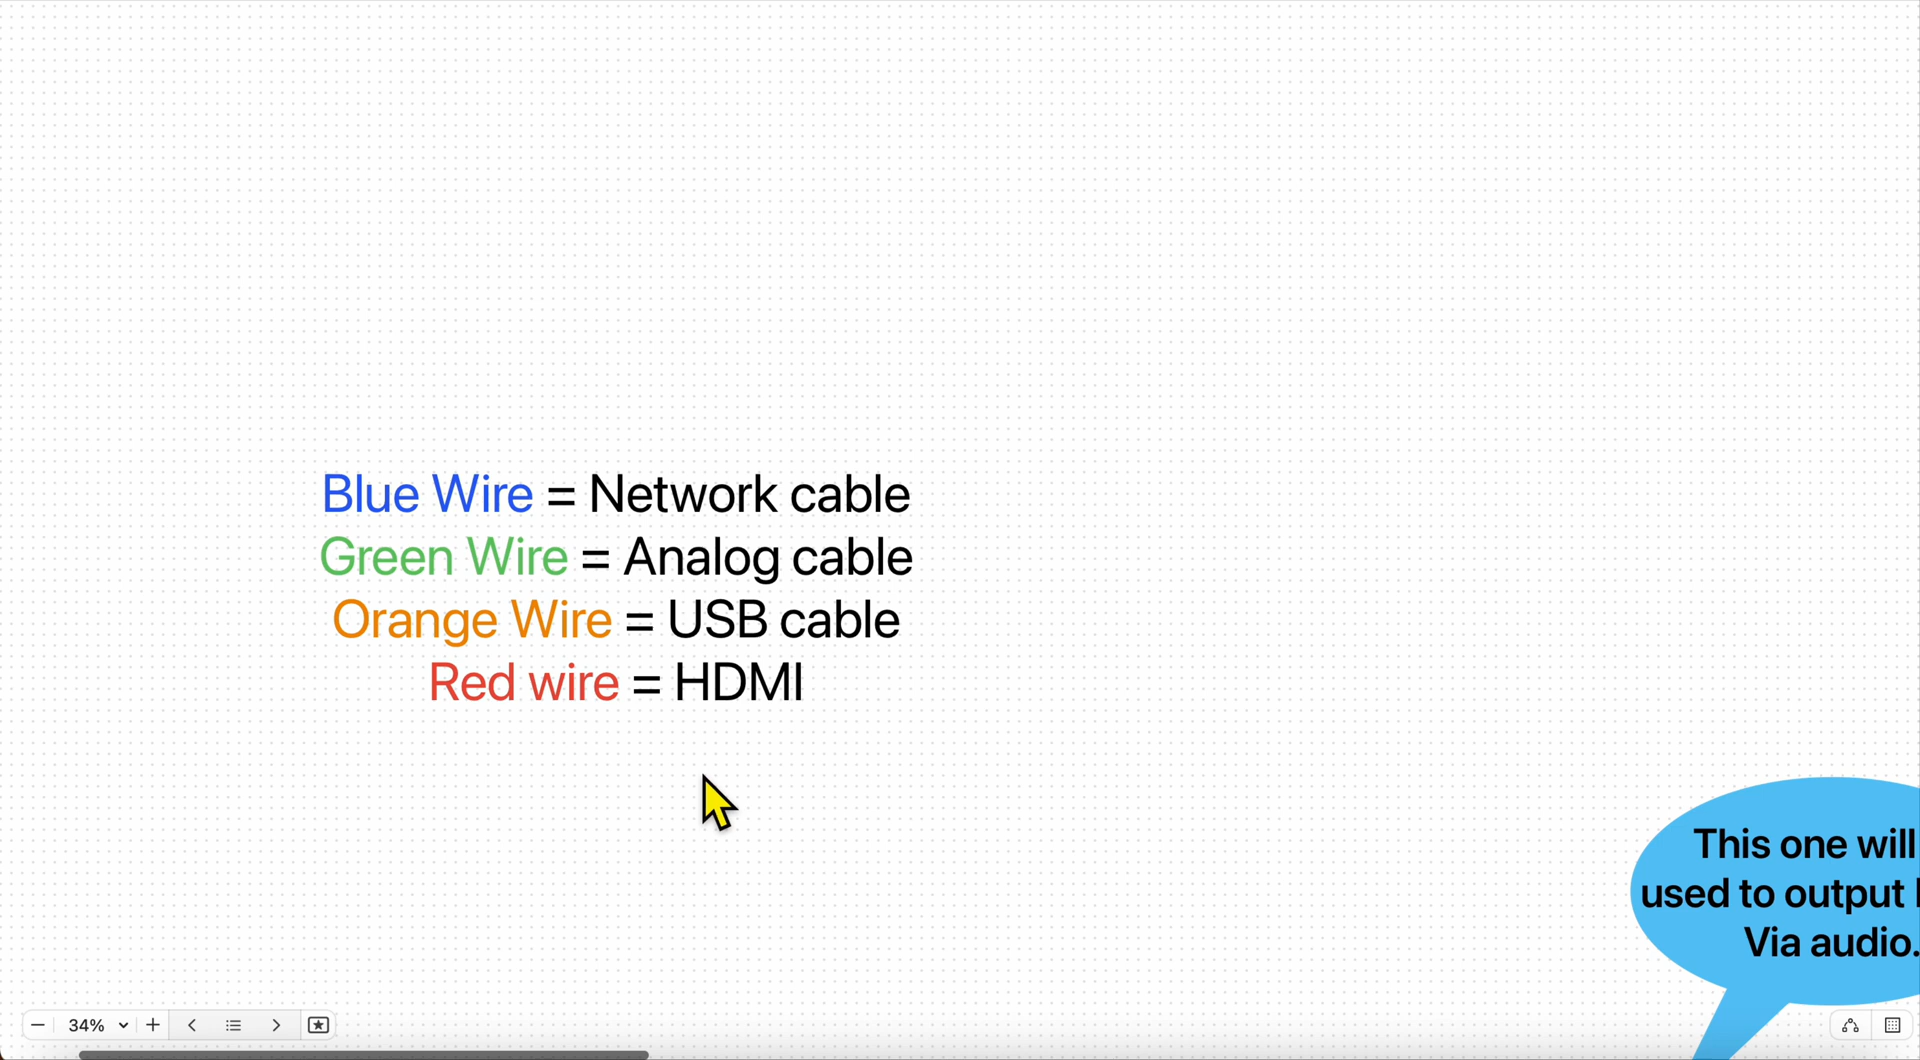 Blue Wire = Network cable
Green Wire = Analog cable
Orange Wire = USB cable
Red wire = HDMI
This one will
used to output
Via audio.
34%